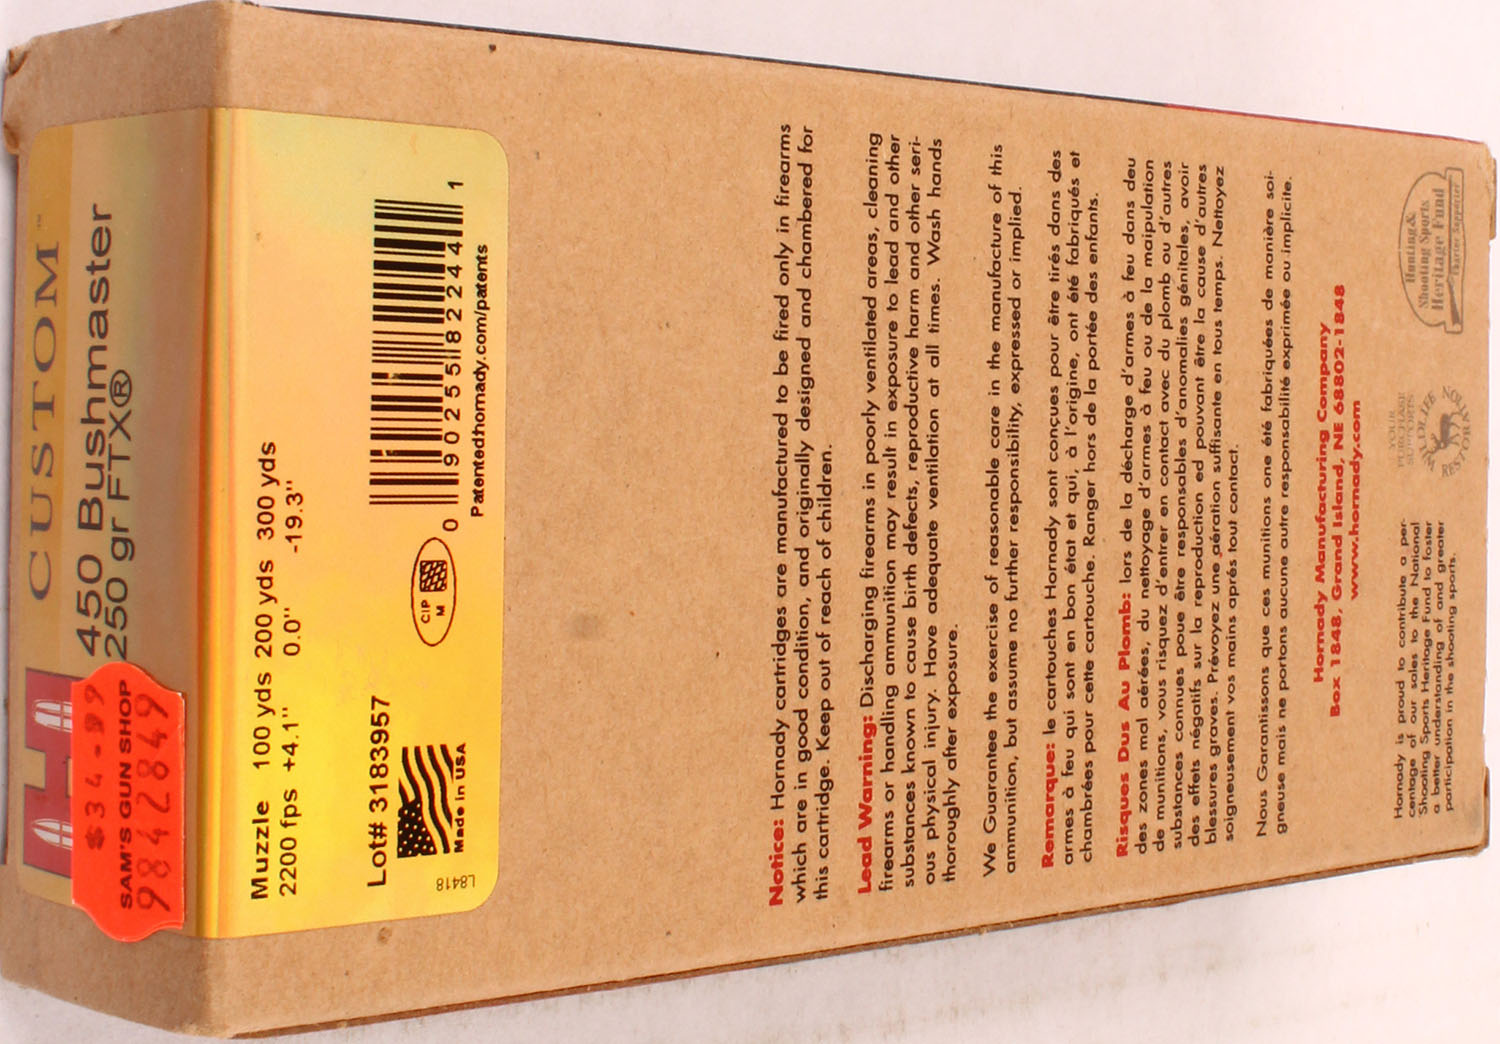 CUSTOM™
450 Bushmaster
250 gr FTX®
H
$34.99
SAM'S GUN SHOP
9842849
Muzzle 100 yds 200 yds 300 yds
2200 fps +4.1" 0.0" -19.3"
Lot# 3183957
Made in USA
L8418
CIP
M
0 90255 82244 1
Patentedhornady.com/patents
Notice: Hornady cartridges are manufactured to be fired only in firearms
which are in good condition, and originally designed and chambered for
this cartridge. Keep out of reach of children.
Lead Warning: Discharging firearms in poorly ventilated areas, cleaning
firearms or handling ammunition may result in exposure to lead and other
substances known to cause birth defects, reproductive harm and other seri-
ous physical injury. Have adequate ventilation at all times. Wash hands
thoroughly after exposure.
We Guarantee the exercise of reasonable care in the manufacture of this
ammunition, but assume no further responsibility, expressed or implied.
Remarque: le cartouches Hornady sont conçues pour être tirés dans des
armes à feu qui sont en bon état et qui, à l'origine, ont été fabriqués et
chambrées pour cette cartouche. Ranger hors de la portée des enfants.
Risques Dus Au Plomb: lors de la décharge d'armes à feu dans deu
des zones mal aérées, du nettoyage d'armes à feu ou de la maipulation
de munitions, vous risquez d'entrer en contact avec du plomb ou d'autres
substances connues poue être responsables d'anomalies génitales, avoir
des effets négatifs sur la reproduction ed pouvant être la cause d'autres
blessures graves. Prévoyez une aération suffisante en tous temps. Nettoyez
soigneusement vos mains aprés tout contact.
Nous Garantissons que ces munitions one été fabriquées de manière soi-
gneuse mais ne portons aucune autre responsabilité exprimée ou implicite.
Hornady Manufacturing Company
Box 1848, Grand Island, NE 68802-1848
www.hornady.com
Hornady is proud to contribute a per-
centage of our sales to the National
Shooting Sports Heritage Fund to foster
a better understanding of and greater
participation in the shooting sports.
YOUR
PURCHASE
SUPPORTS
WILDLIFE
RESTORATION
Hunting &
Shooting Sports
Heritage Fund
Charter Supporter